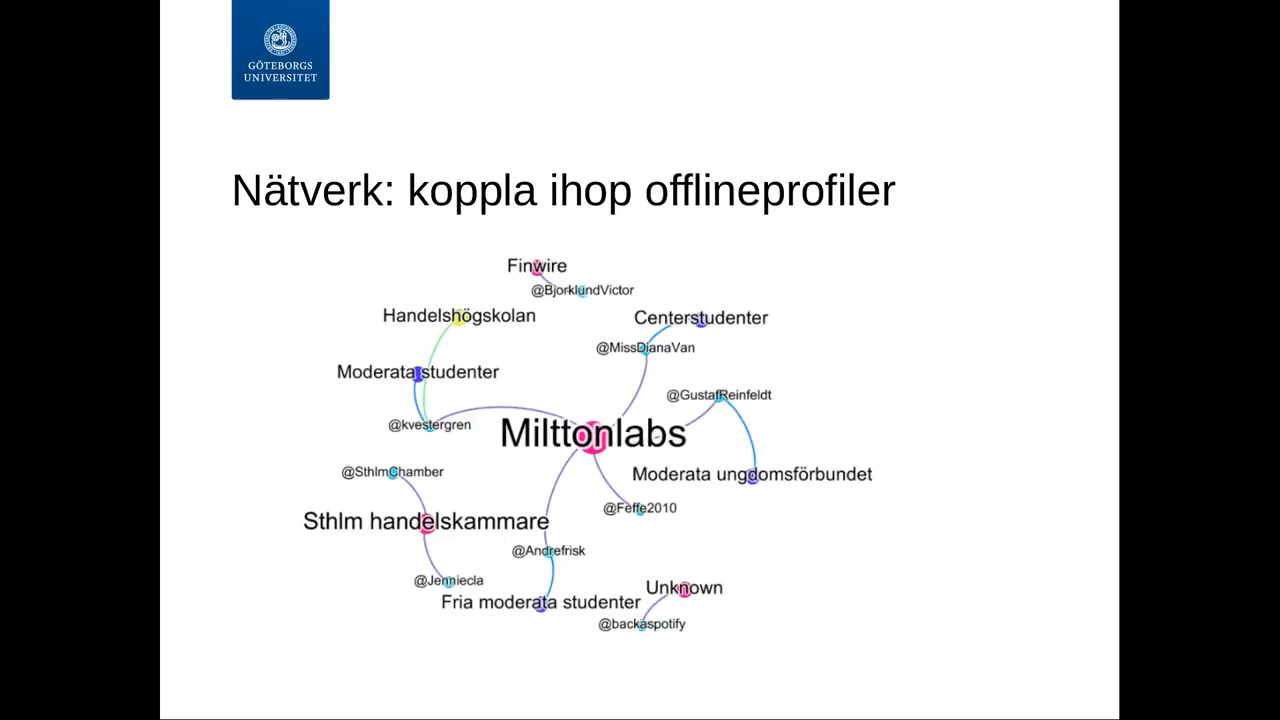 GÖTEBORGS
UNIVERSITET
Nätverk: koppla ihop offlineprofiler
Finwire
@BjorklundVictor
Handelshögskolan
Centerstudenter
@MissDianaVan
Moderata studenter
@GustafReinfeldt
@kvestergren
Milttonlabs
@SthlmChamber
Moderata ungdomsförbundet
@Feffe2010
Sthlm handelskammare
@Andrefrisk
@Jenniecla
Unknown
Fria moderata studenter
@backaspotify